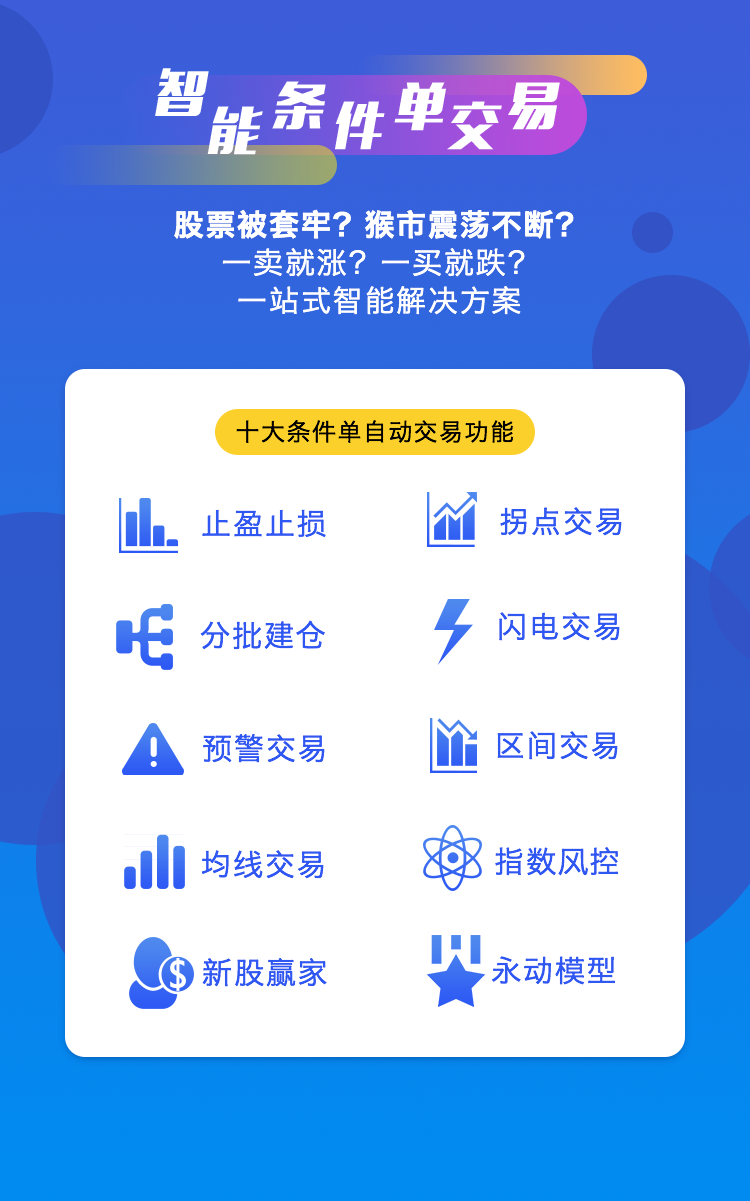 智能条件单交易
股票被套牢？猴市震荡不断？
一卖就涨？一买就跌？
一站式智能解决方案
十大条件单自动交易功能
止盈止损
拐点交易
分批建仓
闪电交易
预警交易
区间交易
均线交易
指数风控
$
新股赢家
永动模型